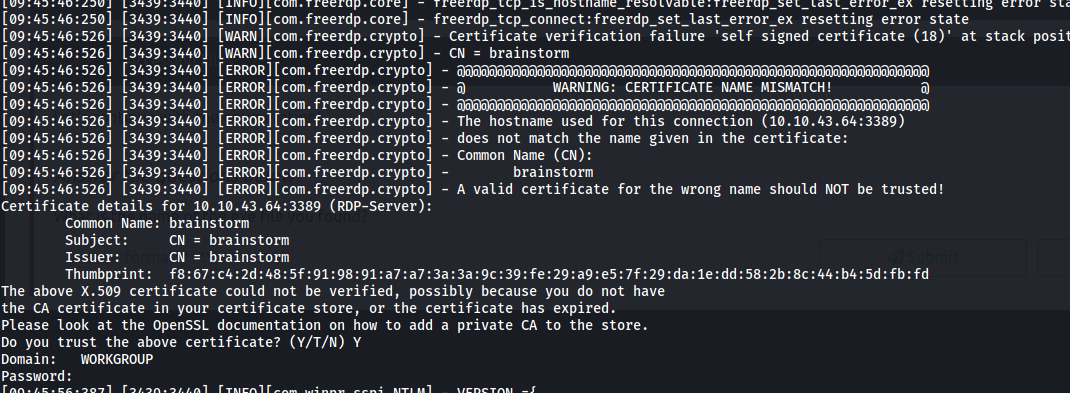 [09:45:46:250] [3439:3440] [INFO][com.freerdp.core] - freerdp_tcp_is_hostname_resolvable:freerdp_set_last_error_ex resetting error sta
[09:45:46:250] [3439:3440] [INFO][com.freerdp.core] - freerdp_tcp_connect:freerdp_set_last_error_ex resetting error state
[09:45:46:526] [3439:3440] [WARN][com.freerdp.crypto] - Certificate verification failure 'self signed certificate (18)' at stack posit
[09:45:46:526] [3439:3440] [WARN][com.freerdp.crypto] - CN = brainstorm
[09:45:46:526] [3439:3440] [ERROR][com.freerdp.crypto] - @@@@@@@@@@@@@@@@@@@@@@@@@@@@@@@@@@@@@@@@@@@@@@@@@@@@@@@@@@@
[09:45:46:526] [3439:3440] [ERROR][com.freerdp.crypto] - @           WARNING: CERTIFICATE NAME MISMATCH!           @
[09:45:46:526] [3439:3440] [ERROR][com.freerdp.crypto] - @@@@@@@@@@@@@@@@@@@@@@@@@@@@@@@@@@@@@@@@@@@@@@@@@@@@@@@@@@@
[09:45:46:526] [3439:3440] [ERROR][com.freerdp.crypto] - The hostname used for this connection (10.10.43.64:3389)
[09:45:46:526] [3439:3440] [ERROR][com.freerdp.crypto] - does not match the name given in the certificate:
[09:45:46:526] [3439:3440] [ERROR][com.freerdp.crypto] - Common Name (CN):
[09:45:46:526] [3439:3440] [ERROR][com.freerdp.crypto] -        brainstorm
[09:45:46:526] [3439:3440] [ERROR][com.freerdp.crypto] - A valid certificate for the wrong name should NOT be trusted!
Certificate details for 10.10.43.64:3389 (RDP-Server):
        Common Name: brainstorm
        Subject:     CN = brainstorm
        Issuer:      CN = brainstorm
        Thumbprint:  f8:67:c4:2d:48:5f:91:98:91:a7:a7:3a:3a:9c:39:fe:29:a9:e5:7f:29:da:1e:dd:58:2b:8c:44:b4:5d:fb:fd
The above X.509 certificate could not be verified, possibly because you do not have
the CA certificate in your certificate store, or the certificate has expired.
Please look at the OpenSSL documentation on how to add a private CA to the store.
Do you trust the above certificate? (Y/T/N) Y
Domain:   WORKGROUP
Password:
[09:45:56:387] [3439:3440] [INFO][com.winpr.sspi.NTLM] - VERSION ={
Submit